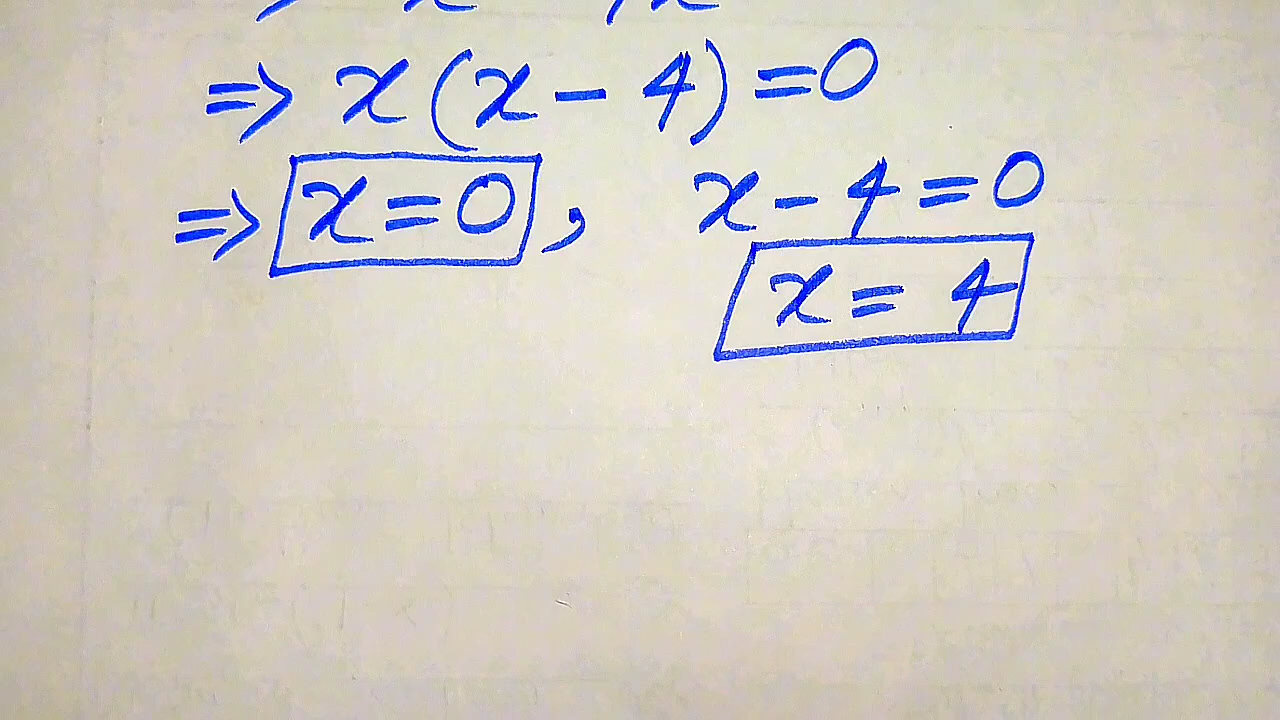 => x(x - 4) = 0
=> x = 0 , x - 4 = 0
x = 4